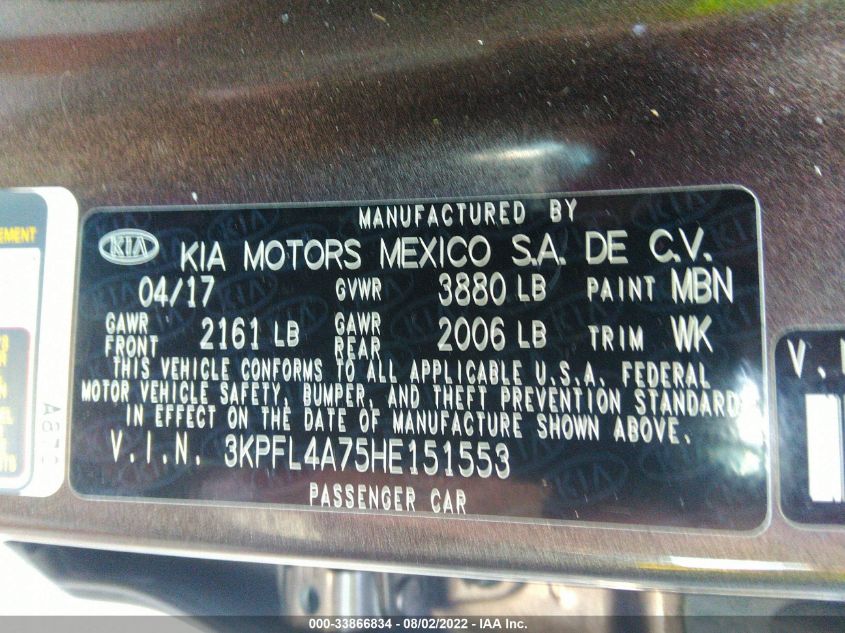 MANUFACTURED BY
KIA KIA MOTORS MEXICO S.A. DE C.V.
04/17 GVWR 3880 LB PAINT MBN
GAWR FRONT 2161 LB GAWR REAR 2006 LB TRIM WK
THIS VEHICLE CONFORMS TO ALL APPLICABLE U.S.A. FEDERAL
MOTOR VEHICLE SAFETY, BUMPER, AND THEFT PREVENTION STANDARD
IN EFFECT ON THE DATE OF MANUFACTURE SHOWN ABOVE.
V.I.N. 3KPFL4A75HE151553
PASSENGER CAR
000-33866834 - 08/02/2022 - IAA Inc.